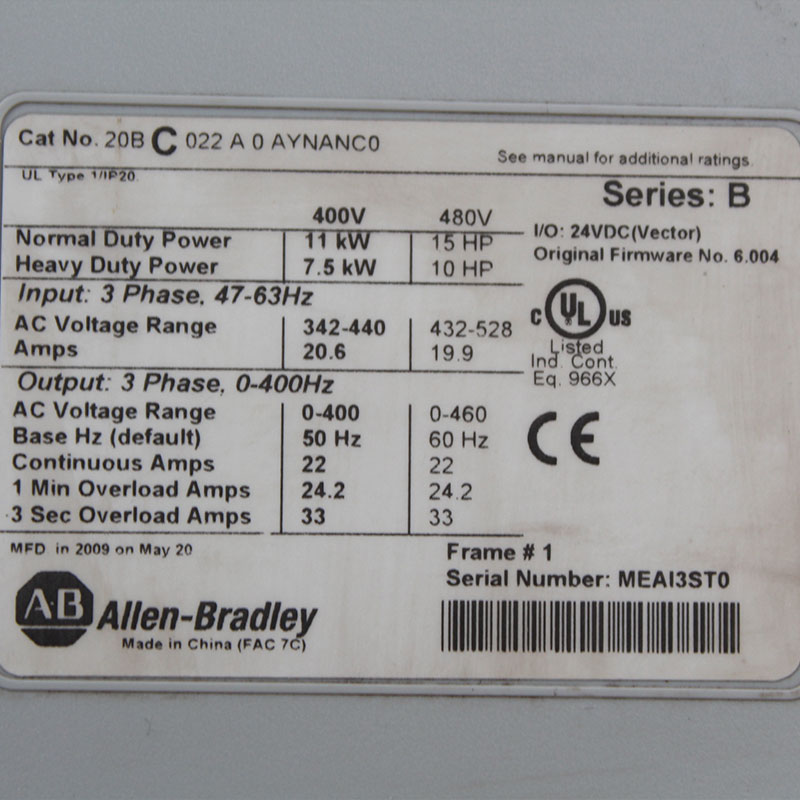 Cat No. 20B C 022 A 0 AYNANC0
UL Type 1/IP20.
See manual for additional ratings.
Series: B
400V 480V
I/O: 24VDC(Vector)
Normal Duty Power 11 kW 15 HP
Original Firmware No. 6.004
Heavy Duty Power 7.5 kW 10 HP
Input: 3 Phase, 47-63Hz
AC Voltage Range 342-440 432-528
Amps 20.6 19.9
C UL US
Listed
Ind. Cont.
Eq. 966X
Output: 3 Phase, 0-400Hz
AC Voltage Range 0-400 0-460
Base Hz (default) 50 Hz 60 Hz
Continuous Amps 22 22
1 Min Overload Amps 24.2 24.2
3 Sec Overload Amps 33 33
CE
MFD in 2009 on May 20
Frame # 1
Serial Number: MEAI3ST0
A-B Allen-Bradley
Made in China (FAC 7C)